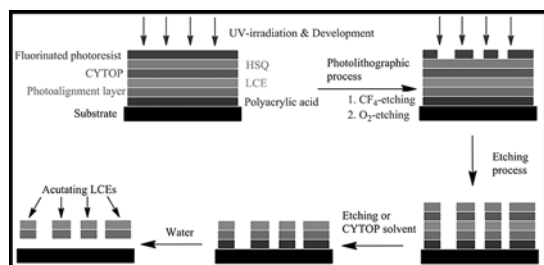 UV-irradiation & Development
Fluorinated photoresist
HSQ
CYTOP
LCE
Photoalignment layer
Polyacrylic acid
Substrate
Photolithographic
process
1. CF₄-etching
2. O₂-etching
Etching
process
Etching or
CYTOP solvent
Water
Acutating LCEs